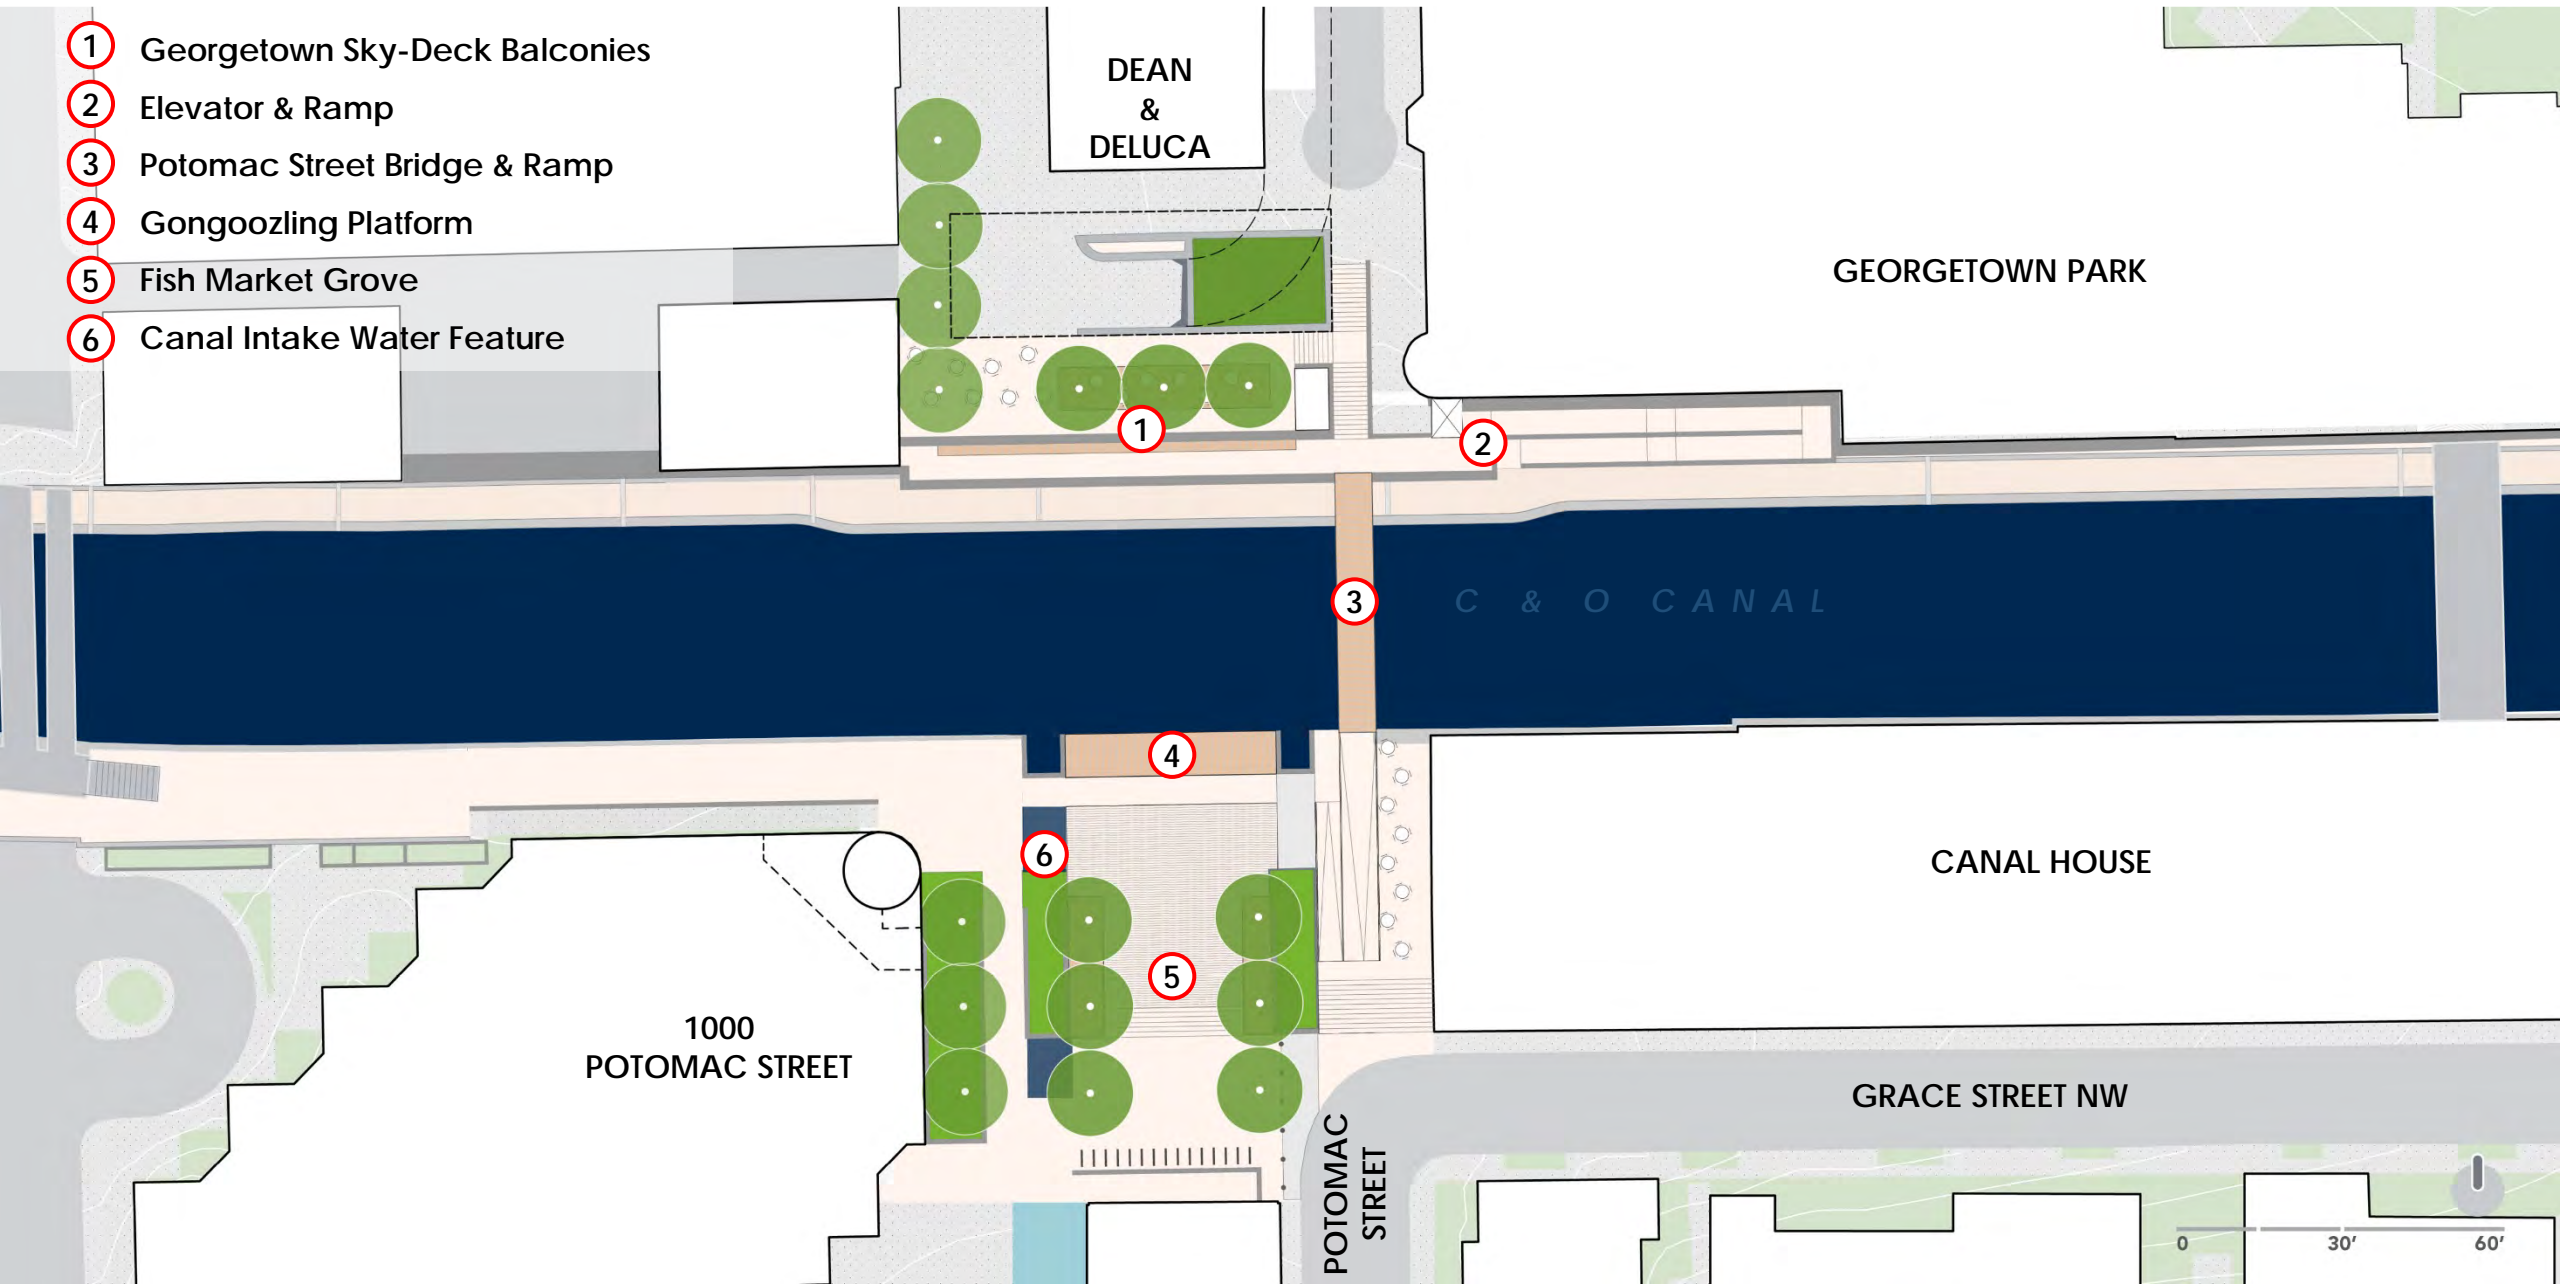 1 Georgetown Sky-Deck Balconies
2 Elevator & Ramp
3 Potomac Street Bridge & Ramp
4 Gongoozling Platform
5 Fish Market Grove
6 Canal Intake Water Feature
DEAN
&
DELUCA
GEORGETOWN PARK
1
2
3
C & O CANAL
4
6
CANAL HOUSE
5
1000
POTOMAC STREET
GRACE STREET NW
POTOMAC
STREET
0 30' 60'